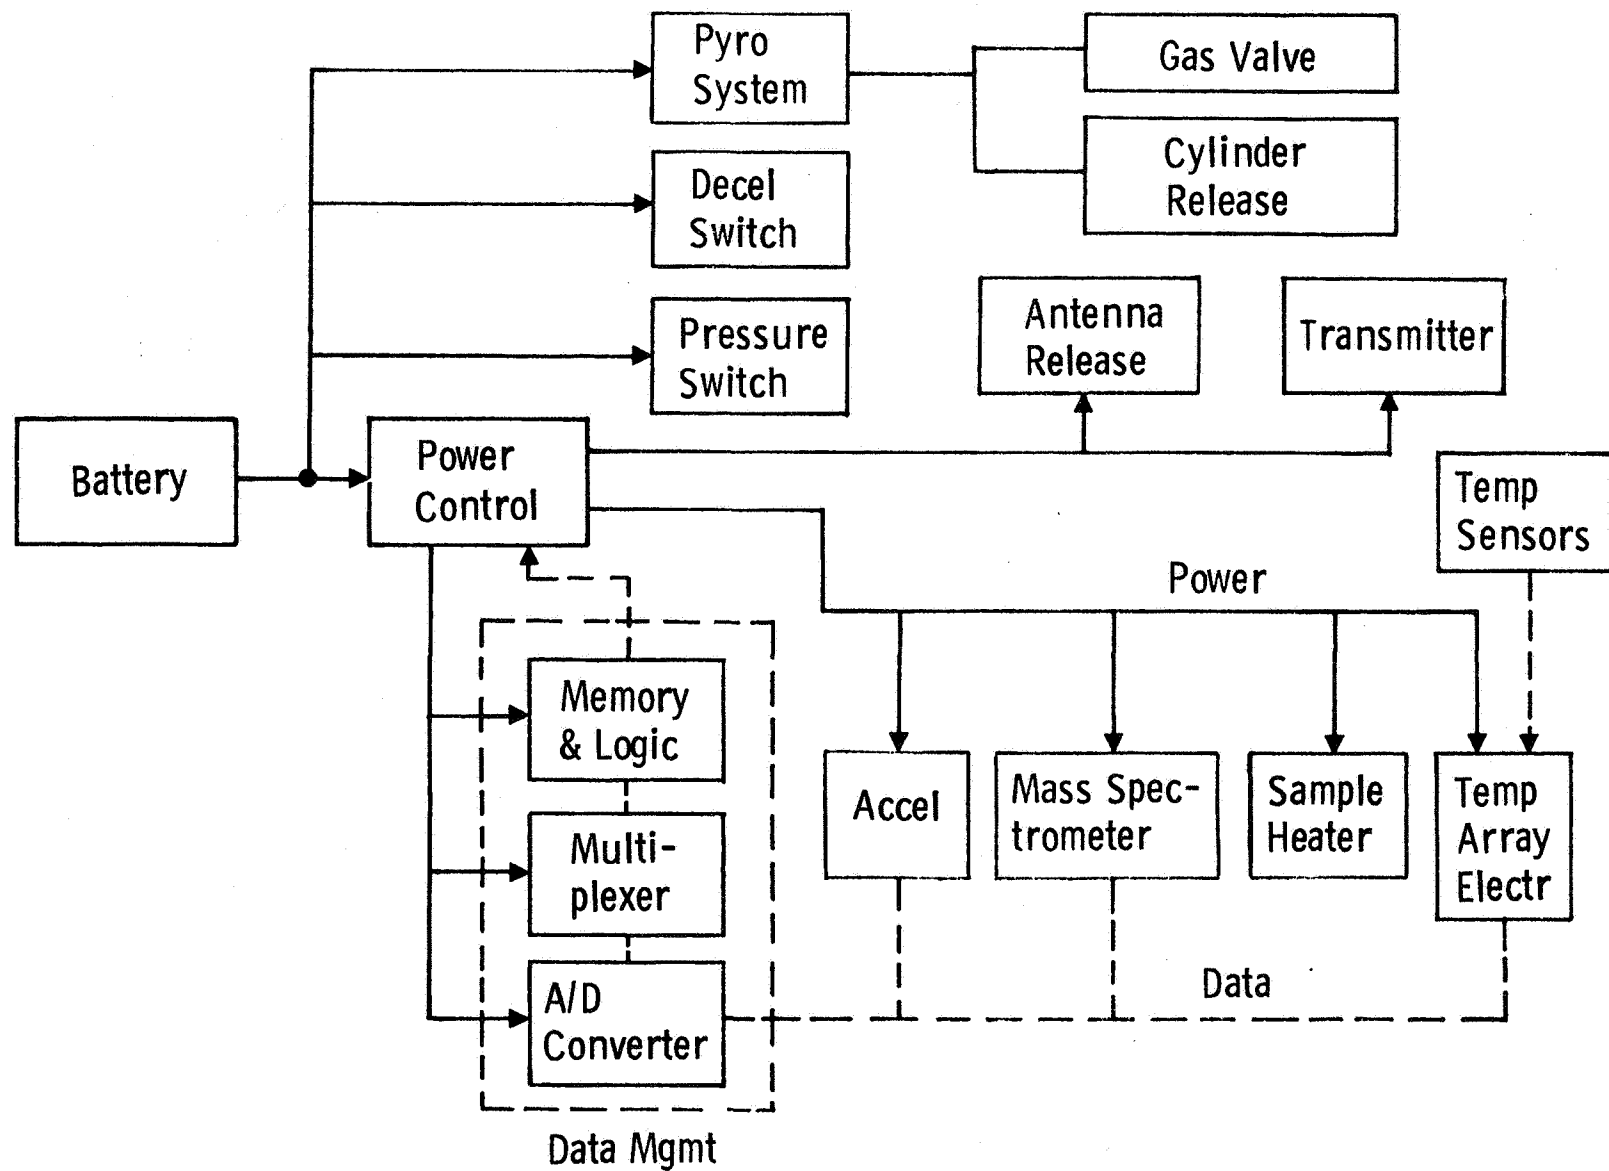 Pyro
System
Gas Valve
Cylinder
Release
Decel
Switch
Pressure
Switch
Antenna
Release
Transmitter
Battery
Power
Control
Temp
Sensors
Power
Memory
& Logic
Multi-
plexer
A/D
Converter
Accel
Mass Spec-
trometer
Sample
Heater
Temp
Array
Electr
Data
Data Mgmt